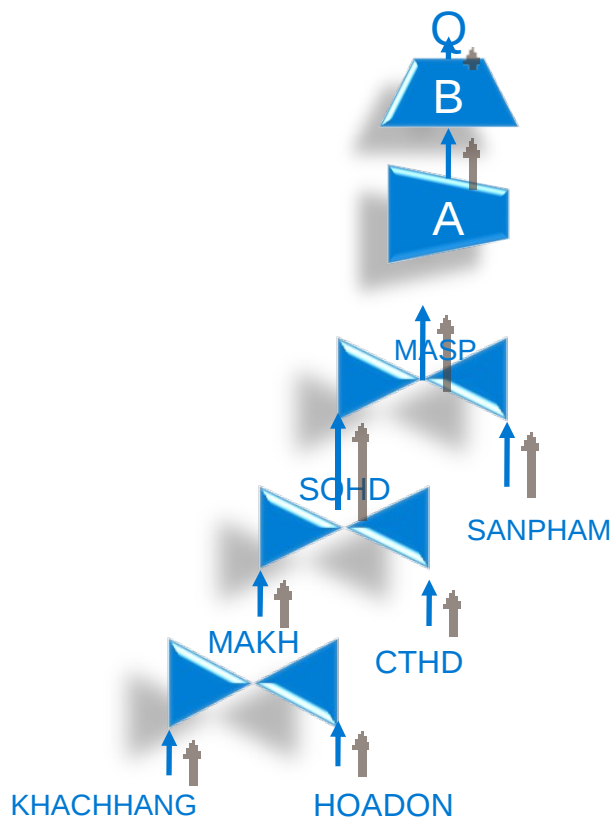 Q
B
A
MASP
SOHD
SANPHAM
MAKH
CTHD
KHACHHANG
HOADON